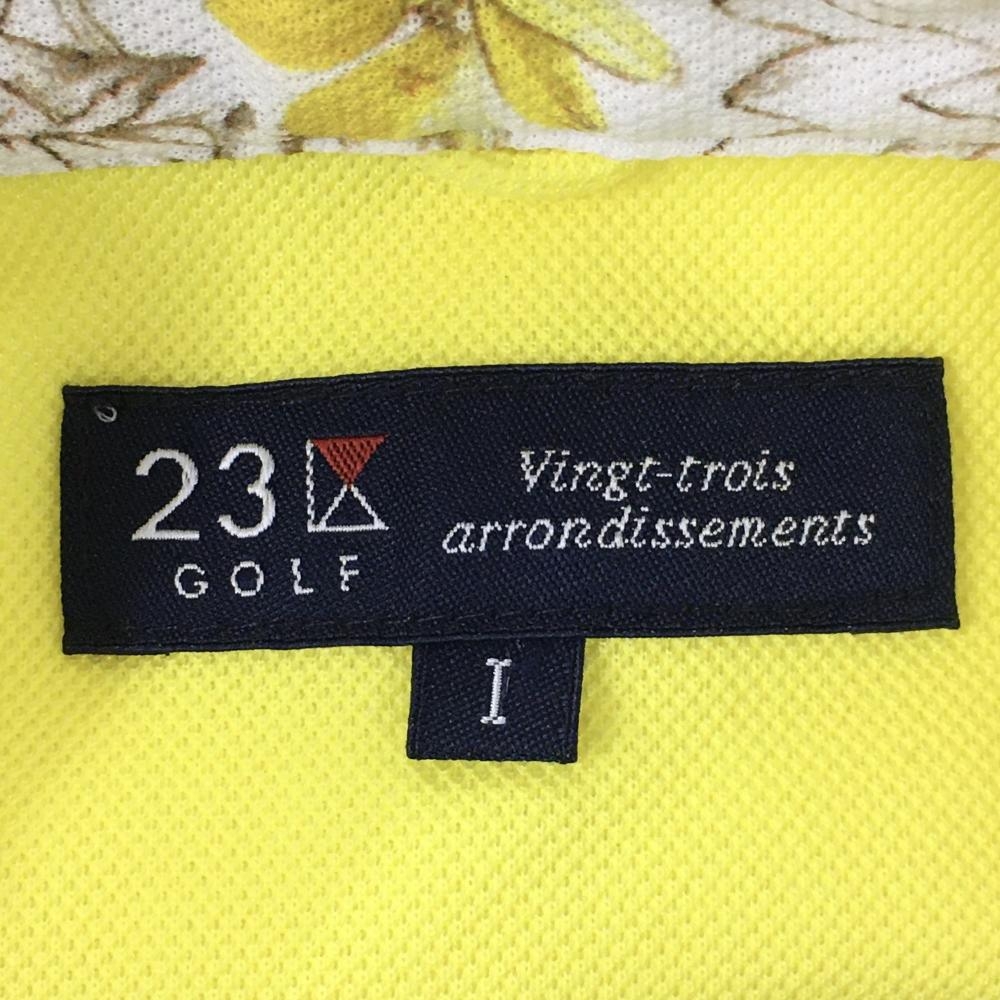 23
GOLF
Vingt-trois
arrondissements
I